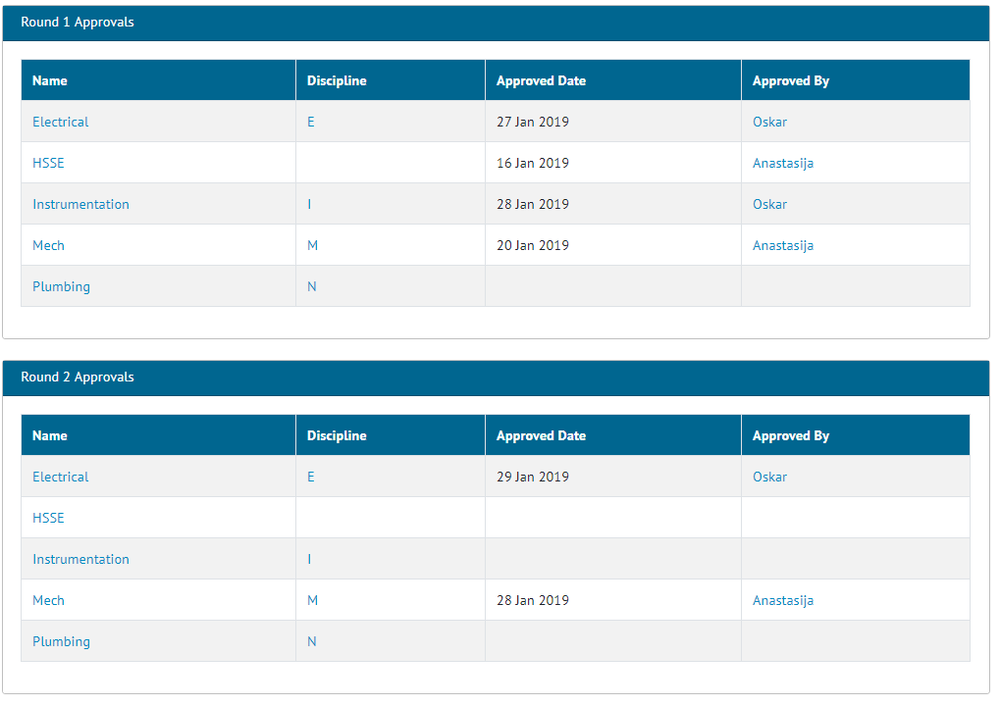 Round 1 Approvals
Name Discipline Approved Date Approved By
Electrical E 27 Jan 2019 Oskar
HSSE 16 Jan 2019 Anastasija
Instrumentation I 28 Jan 2019 Oskar
Mech M 20 Jan 2019 Anastasija
Plumbing N
Round 2 Approvals
Name Discipline Approved Date Approved By
Electrical E 29 Jan 2019 Oskar
HSSE
Instrumentation I
Mech M 28 Jan 2019 Anastasija
Plumbing N